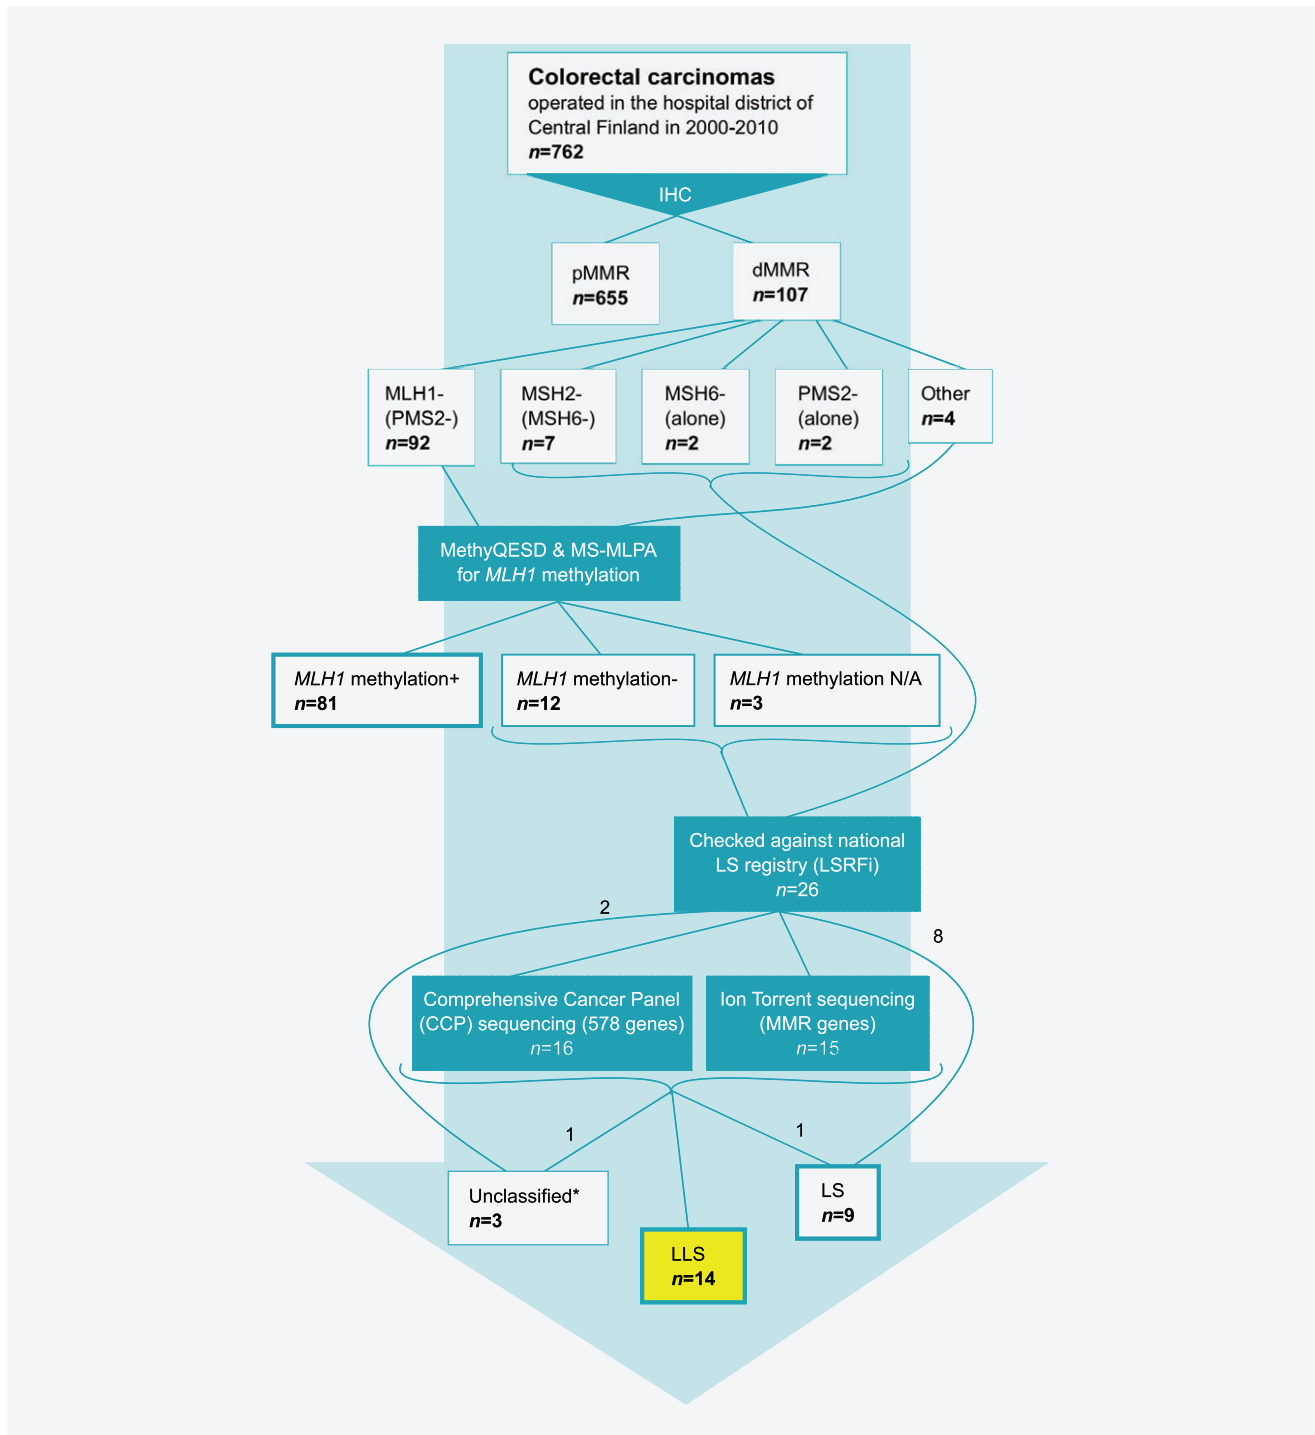 Colorectal carcinomas
operated in the hospital district of
Central Finland in 2000-2010
n=762
IHC
pMMR
n=655
dMMR
n=107
MLH1-
(PMS2-)
n=92
MSH2-
(MSH6-)
n=7
MSH6-
(alone)
n=2
PMS2-
(alone)
n=2
Other
n=4
MethyQESD & MS-MLPA
for MLH1 methylation
MLH1 methylation+
n=81
MLH1 methylation-
n=12
MLH1 methylation N/A
n=3
Checked against national
LS registry (LSRFi)
n=26
2
8
Comprehensive Cancer Panel
(CCP) sequencing (578 genes)
n=16
Ion Torrent sequencing
(MMR genes)
n=15
1
1
Unclassified*
n=3
LS
n=9
LLS
n=14